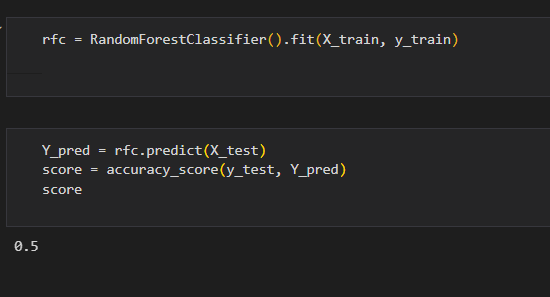 rfc = RandomForestClassifier().fit(X_train, y_train)
Y_pred = rfc.predict(X_test)
score = accuracy_score(y_test, Y_pred)
score
0.5